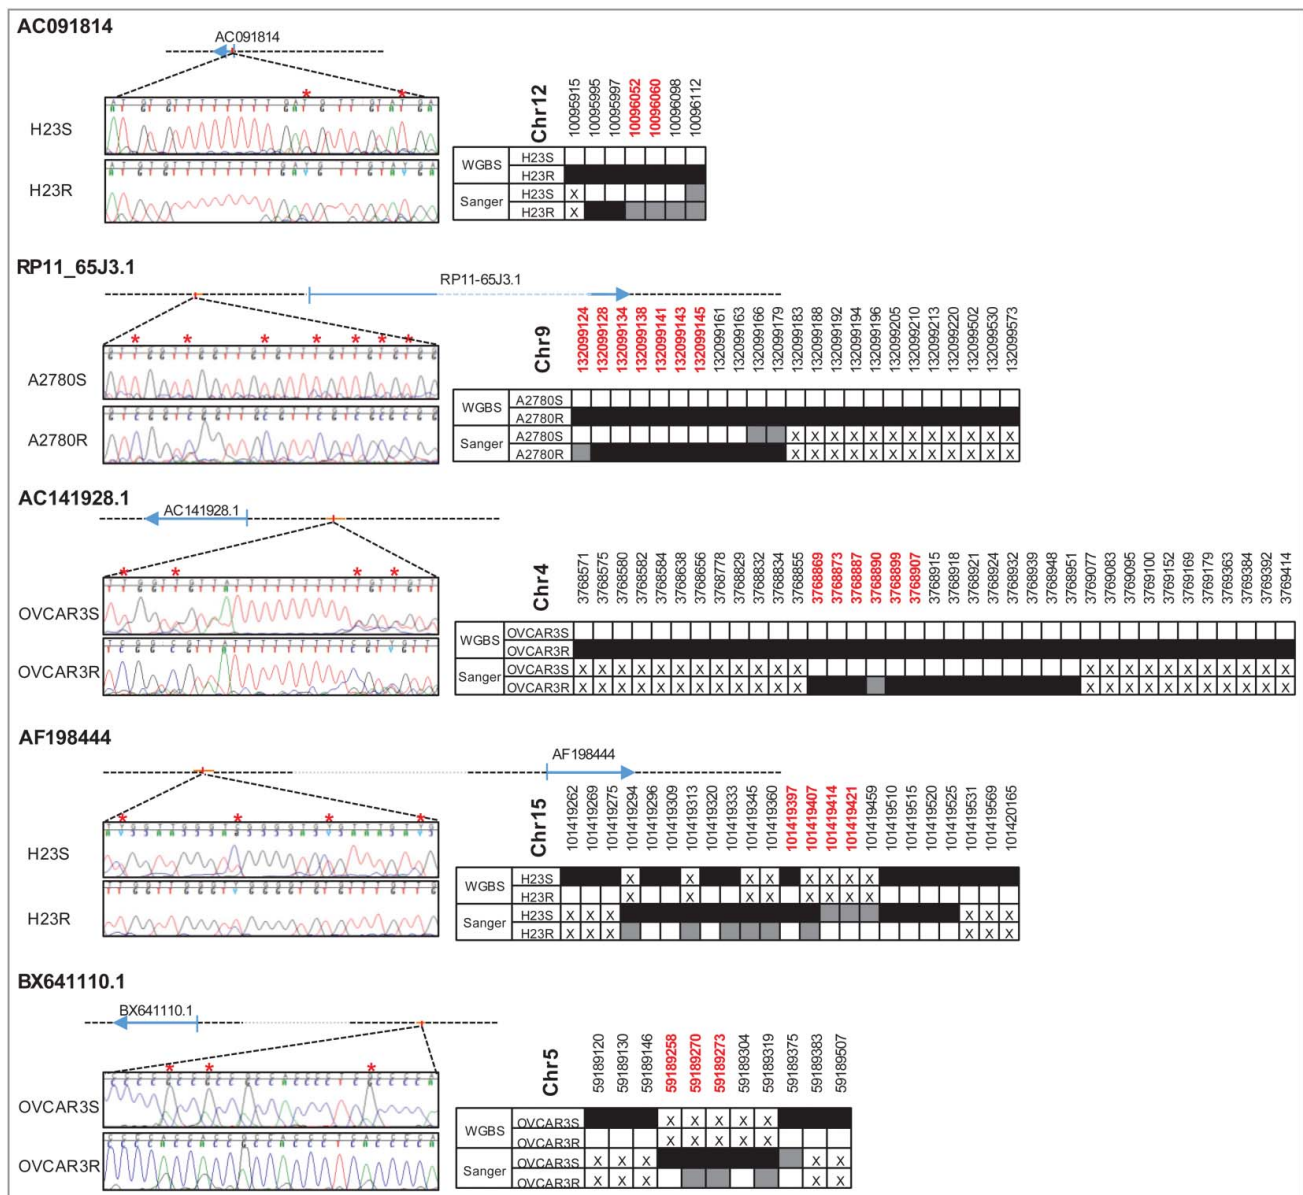 AC091814
AC091814
H23S
H23R
Chr12
10095915
10095995
10095997
10096052
10096060
10096098
10096112
WGBS
H23S
H23R
Sanger
H23S
X
H23R
X
RP11_65J3.1
RP11-65J3.1
A2780S
A2780R
Chr9
132099124
132099128
132099134
132099138
132099141
132099143
132099145
132099161
132099163
132099166
132099179
132099183
132099188
132099192
132099194
132099196
132099205
132099210
132099213
132099220
132099502
132099530
132099573
WGBS
A2780S
A2780R
Sanger
A2780S
X X X X X X X X X X X X
A2780R
X X X X X X X X X X X X
AC141928.1
AC141928.1
OVCAR3S
OVCAR3R
Chr4
3768571
3768575
3768580
3768582
3768584
3768638
3768656
3768778
3768829
3768832
3768834
3768855
3768869
3768873
3768887
3768890
3768899
3768907
3768915
3768918
3768921
3768924
3768932
3768939
3768948
3768951
3769077
3769083
3769095
3769100
3769152
3769169
3769179
3769363
3769384
3769392
3769414
WGBS
OVCAR3S
OVCAR3R
Sanger
OVCAR3S
X X X X X X X X X X X X X X X X X X X X X X X
OVCAR3R
X X X X X X X X X X X X X X X X X X X X X X X
AF198444
AF198444
H23S
H23R
Chr15
101419262
101419269
101419275
101419294
101419296
101419309
101419313
101419320
101419333
101419345
101419360
101419397
101419407
101419414
101419421
101419459
101419510
101419515
101419520
101419525
101419531
101419569
101420165
WGBS
H23S
X X X X X X X X
H23R
X X X X X X X X
Sanger
H23S
X X X X X X
H23R
X X X X X X
BX641110.1
BX641110.1
OVCAR3S
OVCAR3R
Chr5
59189120
59189130
59189146
59189258
59189270
59189273
59189304
59189319
59189375
59189383
59189507
WGBS
OVCAR3S
X X X X X
OVCAR3R
X X X X X
Sanger
OVCAR3S
X X X X X
OVCAR3R
X X X X X